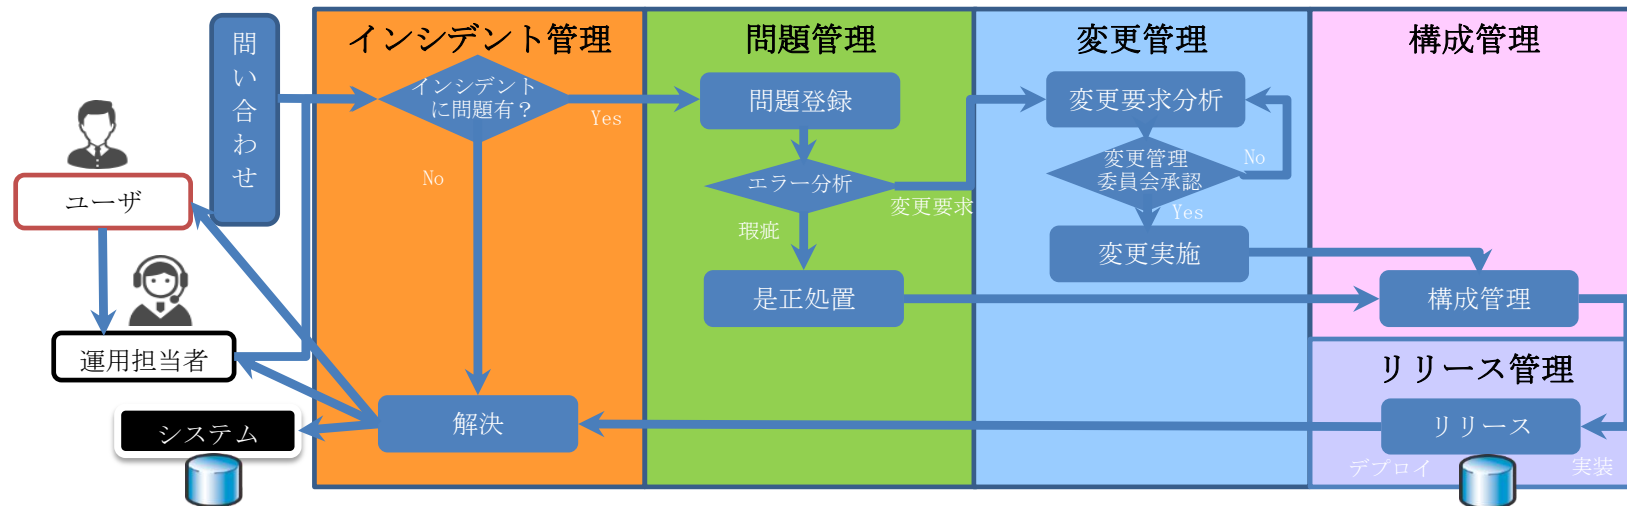 問い合わせ
ユーザ
運用担当者
システム
インシデント管理
インシデント
に問題有？
Yes
No
解決
問題管理
問題登録
エラー分析
変更要求
瑕疵
是正処置
変更管理
変更要求分析
変更管理
委員会承認
No
Yes
変更実施
構成管理
構成管理
リリース管理
リリース
デプロイ
実装